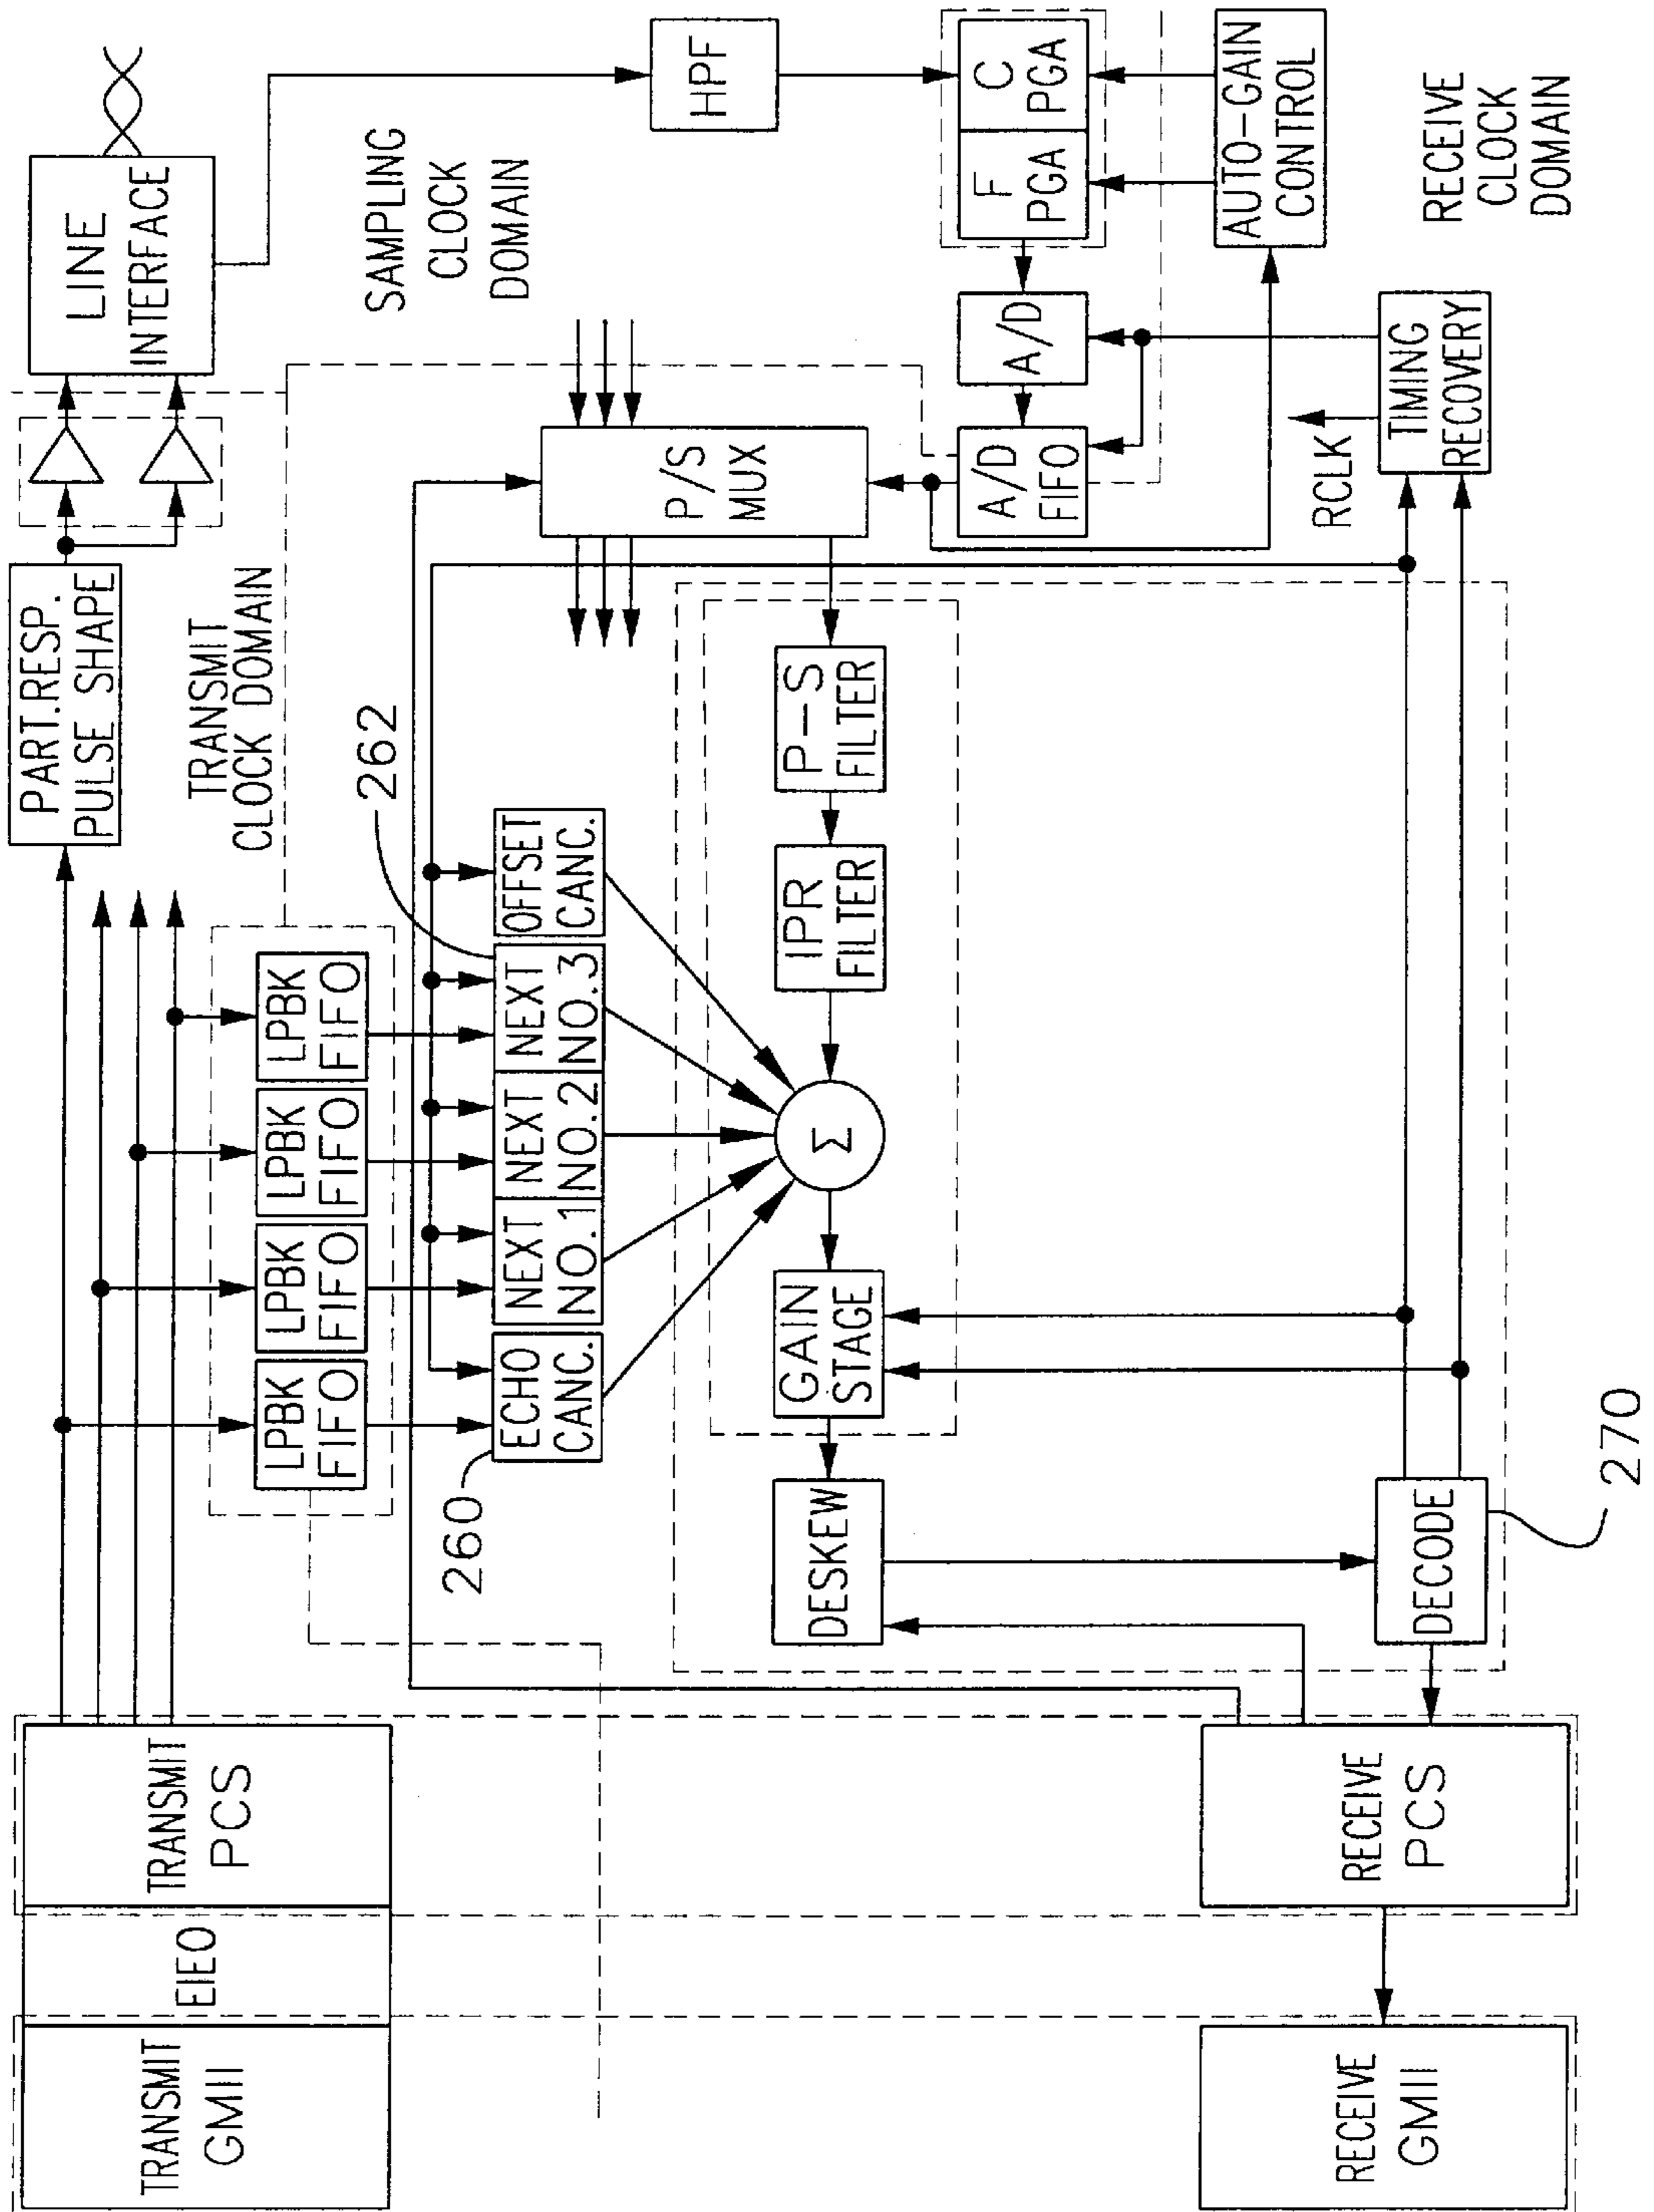 TRANSMIT
GMII
EIEO
TRANSMIT
PCS
PART.RESP.
PULSE SHAPE
LINE
INTERFACE
TRANSMIT
CLOCK DOMAIN
LPBK
FIFO
LPBK
FIFO
LPBK
FIFO
LPBK
FIFO
262
260
ECHO
CANC.
NEXT
NO.1
NEXT
NO.2
NEXT
NO.3
OFFSET
CANC.
SAMPLING
CLOCK
DOMAIN
P/S
MUX
HPF
DESKEW
GAIN
STAGE
Σ
IPR
FILTER
P-S
FILTER
A/D
FIFO
A/D
F
PGA
C
PGA
AUTO-GAIN
CONTROL
RCLK
TIMING
RECOVERY
RECEIVE
CLOCK
DOMAIN
DECODE
270
RECEIVE
PCS
RECEIVE
GMII